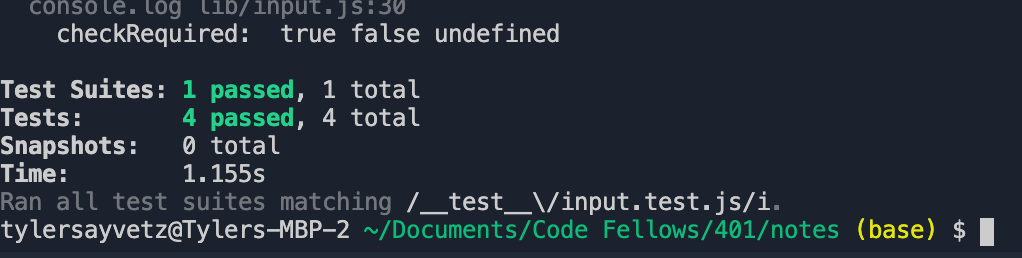 console.log lib/input.js:30
checkRequired:  true false undefined
Test Suites: 1 passed, 1 total
Tests:       4 passed, 4 total
Snapshots:   0 total
Time:        1.155s
Ran all test suites matching /__test__\/input.test.js/i.
tylersayvetz@Tylers-MBP-2 ~/Documents/Code Fellows/401/notes (base) $